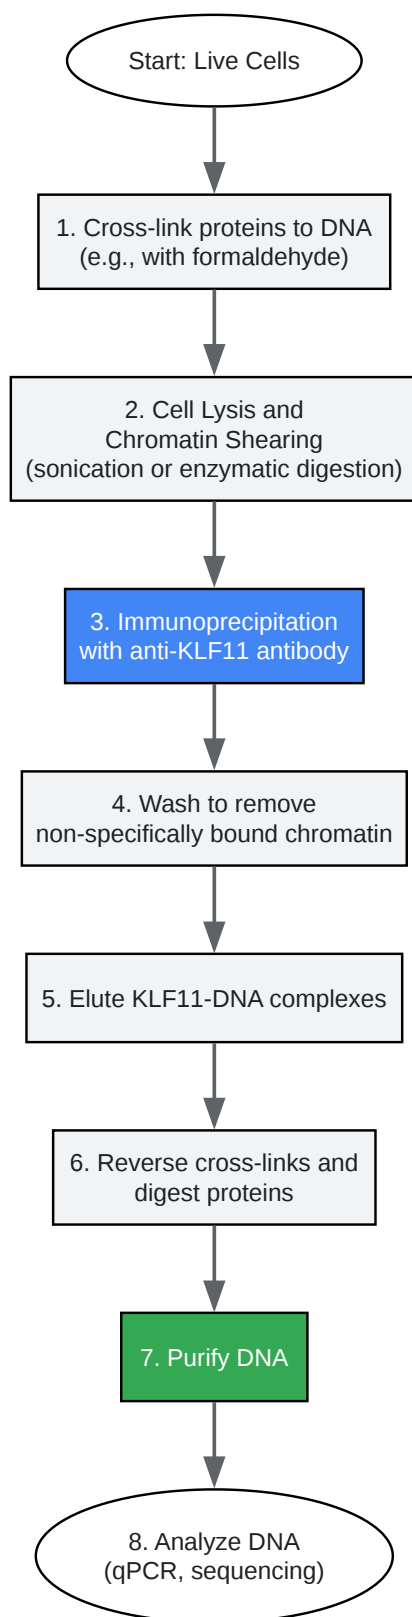 Start: Live Cells
1. Cross-link proteins to DNA
(e.g., with formaldehyde)
2. Cell Lysis and
Chromatin Shearing
(sonication or enzymatic digestion)
3. Immunoprecipitation
with anti-KLF11 antibody
4. Wash to remove
non-specifically bound chromatin
5. Elute KLF11-DNA complexes
6. Reverse cross-links and
digest proteins
7. Purify DNA
8. Analyze DNA
(qPCR, sequencing)